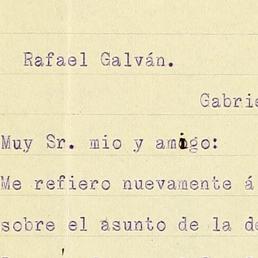 Rafael Galván.
Gabrie
Muy Sr. mio y amigo:
Me refiero nuevamente á
sobre el asunto de la de